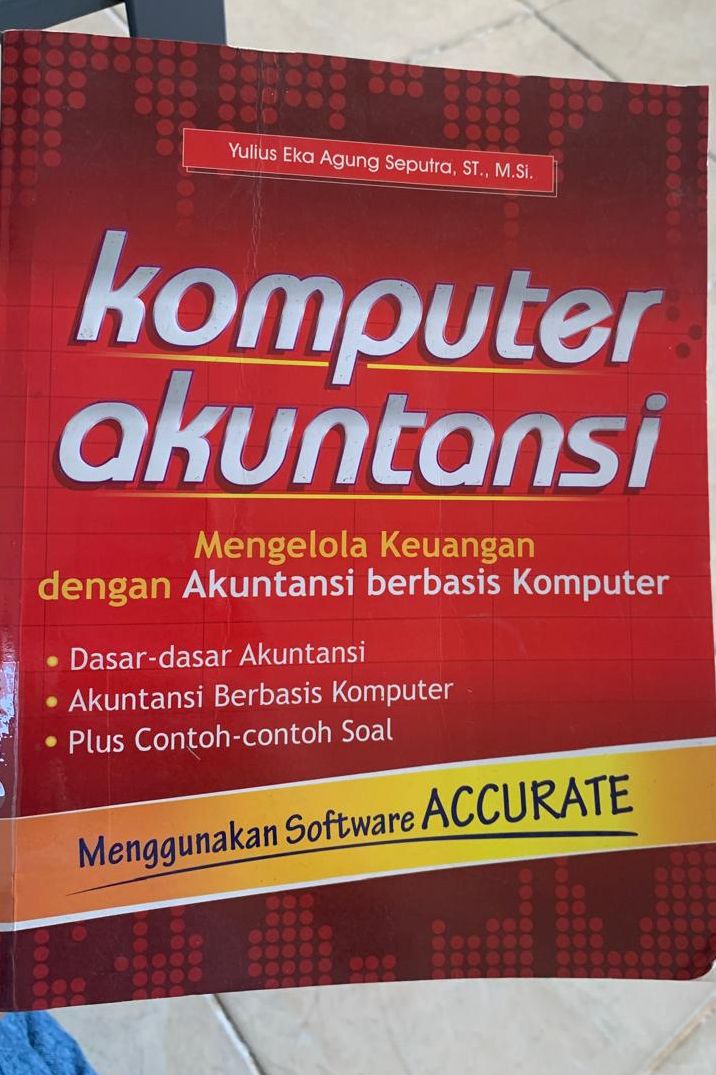 Yulius Eka Agung Seputra, ST., M.Si.
komputer
akuntansi
Mengelola Keuangan
dengan Akuntansi berbasis Komputer
• Dasar-dasar Akuntansi
• Akuntansi Berbasis Komputer
• Plus Contoh-contoh Soal
Menggunakan Software ACCURATE